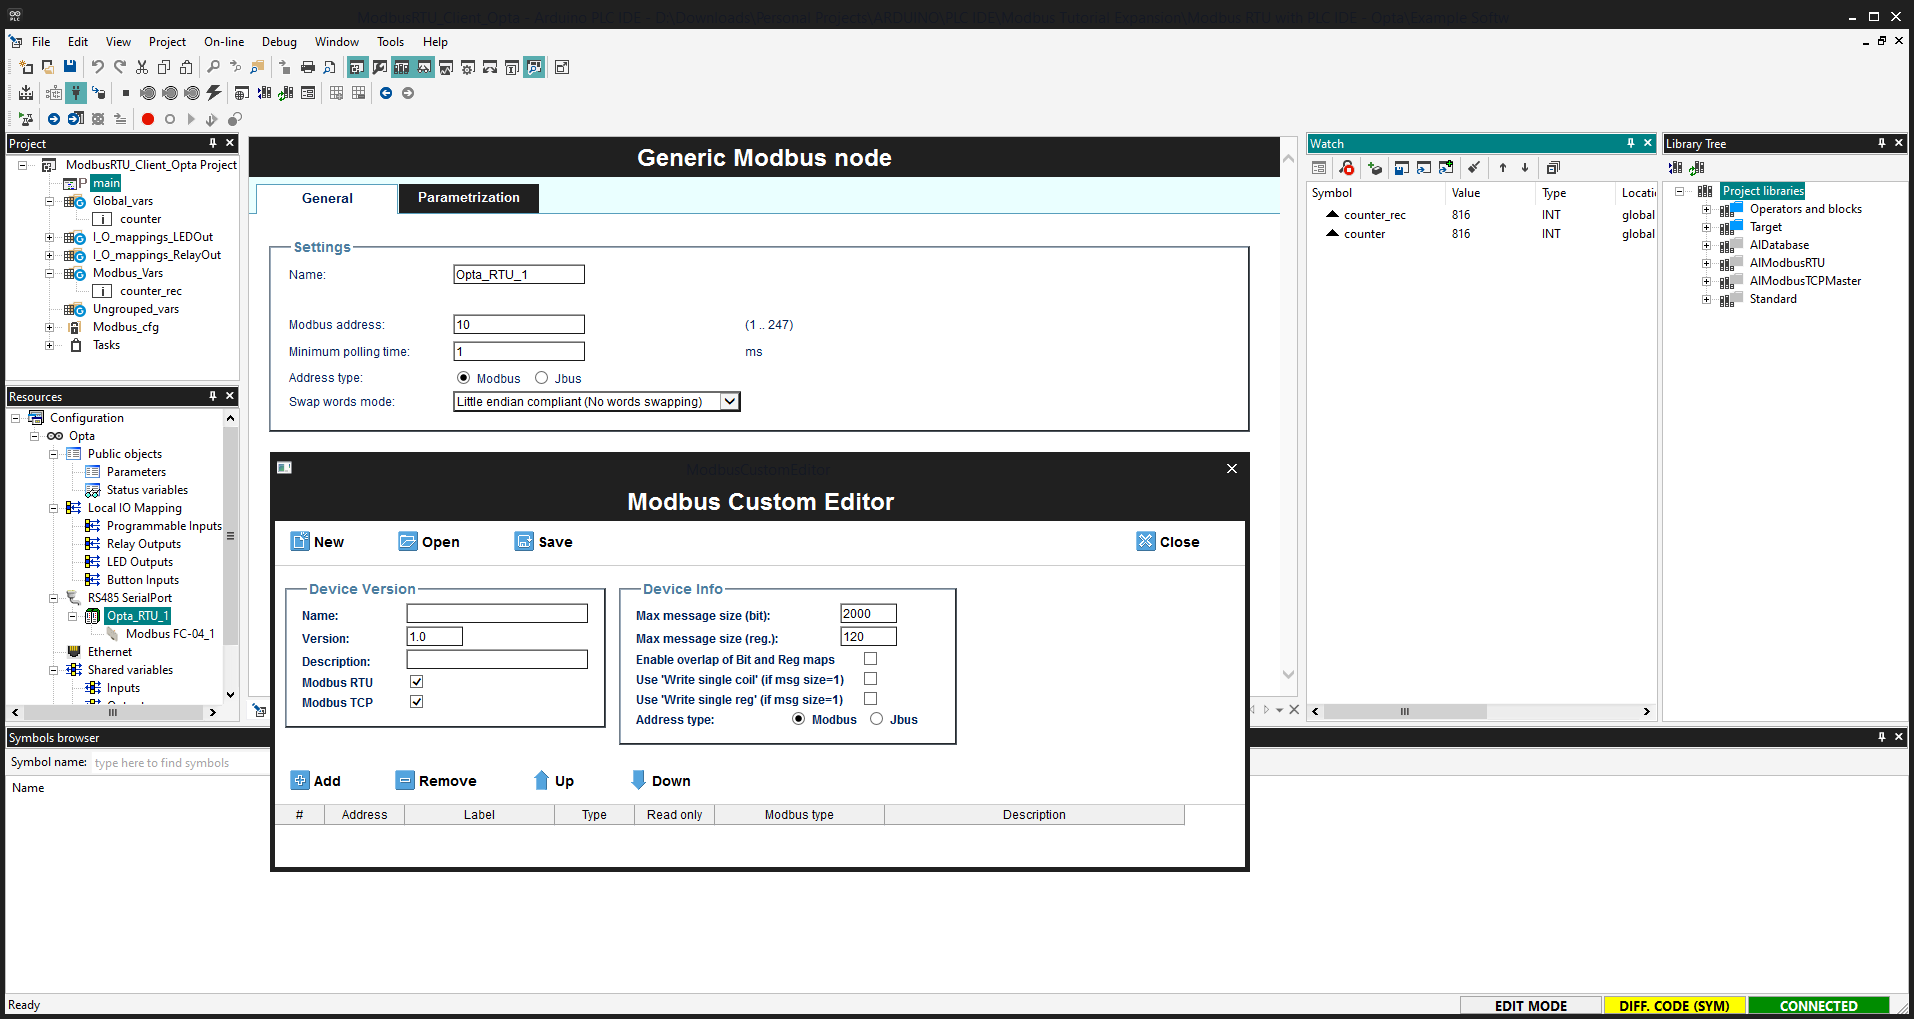 PLC
ModbusRTU_Client_Opta - Arduino PLC IDE - D:\Downloads\Personal Projects\ARDUINO\PLC IDE\Modbus Tutorial Expansion\Modbus RTU with PLC IDE - Opta\Example Softw
File Edit View Project On-line Debug Window Tools Help
Project
ModbusRTU_Client_Opta Project
main
Global_vars
counter
I_O_mappings_LEDOut
I_O_mappings_RelayOut
Modbus_Vars
counter_rec
Ungrouped_vars
Modbus_cfg
Tasks
Resources
Configuration
Opta
Public objects
Parameters
Status variables
Local IO Mapping
Programmable Inputs
Relay Outputs
LED Outputs
Button Inputs
RS485 SerialPort
Opta_RTU_1
Modbus FC-04_1
Ethernet
Shared variables
Inputs
Generic Modbus node
General Parametrization
Settings
Name: Opta_RTU_1
Modbus address: 10 (1 .. 247)
Minimum polling time: 1 ms
Address type: Modbus Jbus
Swap words mode: Little endian compliant (No words swapping)
ModbusCustomEditor
Modbus Custom Editor
New Open Save Close
Device Version
Name:
Version: 1.0
Description:
Modbus RTU
Modbus TCP
Device Info
Max message size (bit): 2000
Max message size (reg.): 120
Enable overlap of Bit and Reg maps
Use 'Write single coil' (if msg size=1)
Use 'Write single reg' (if msg size=1)
Address type: Modbus Jbus
Add Remove Up Down
# Address Label Type Read only Modbus type Description
Watch
Symbol Value Type Locati
counter_rec 816 INT global
counter 816 INT global
Library Tree
Project libraries
Operators and blocks
Target
AIDatabase
AIModbusRTU
AIModbusTCPMaster
Standard
Symbols browser
Symbol name: type here to find symbols
Name
Ready
EDIT MODE DIFF. CODE (SYM) CONNECTED